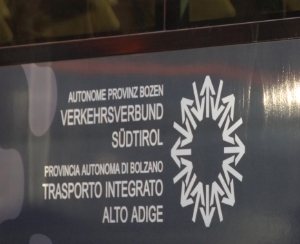 AUTONOME PROVINZ BOZEN
VERKEHRSVERBUND
SÜDTIROL
PROVINCIA AUTONOMA DI BOLZANO
TRASPORTO INTEGRATO
ALTO ADIGE